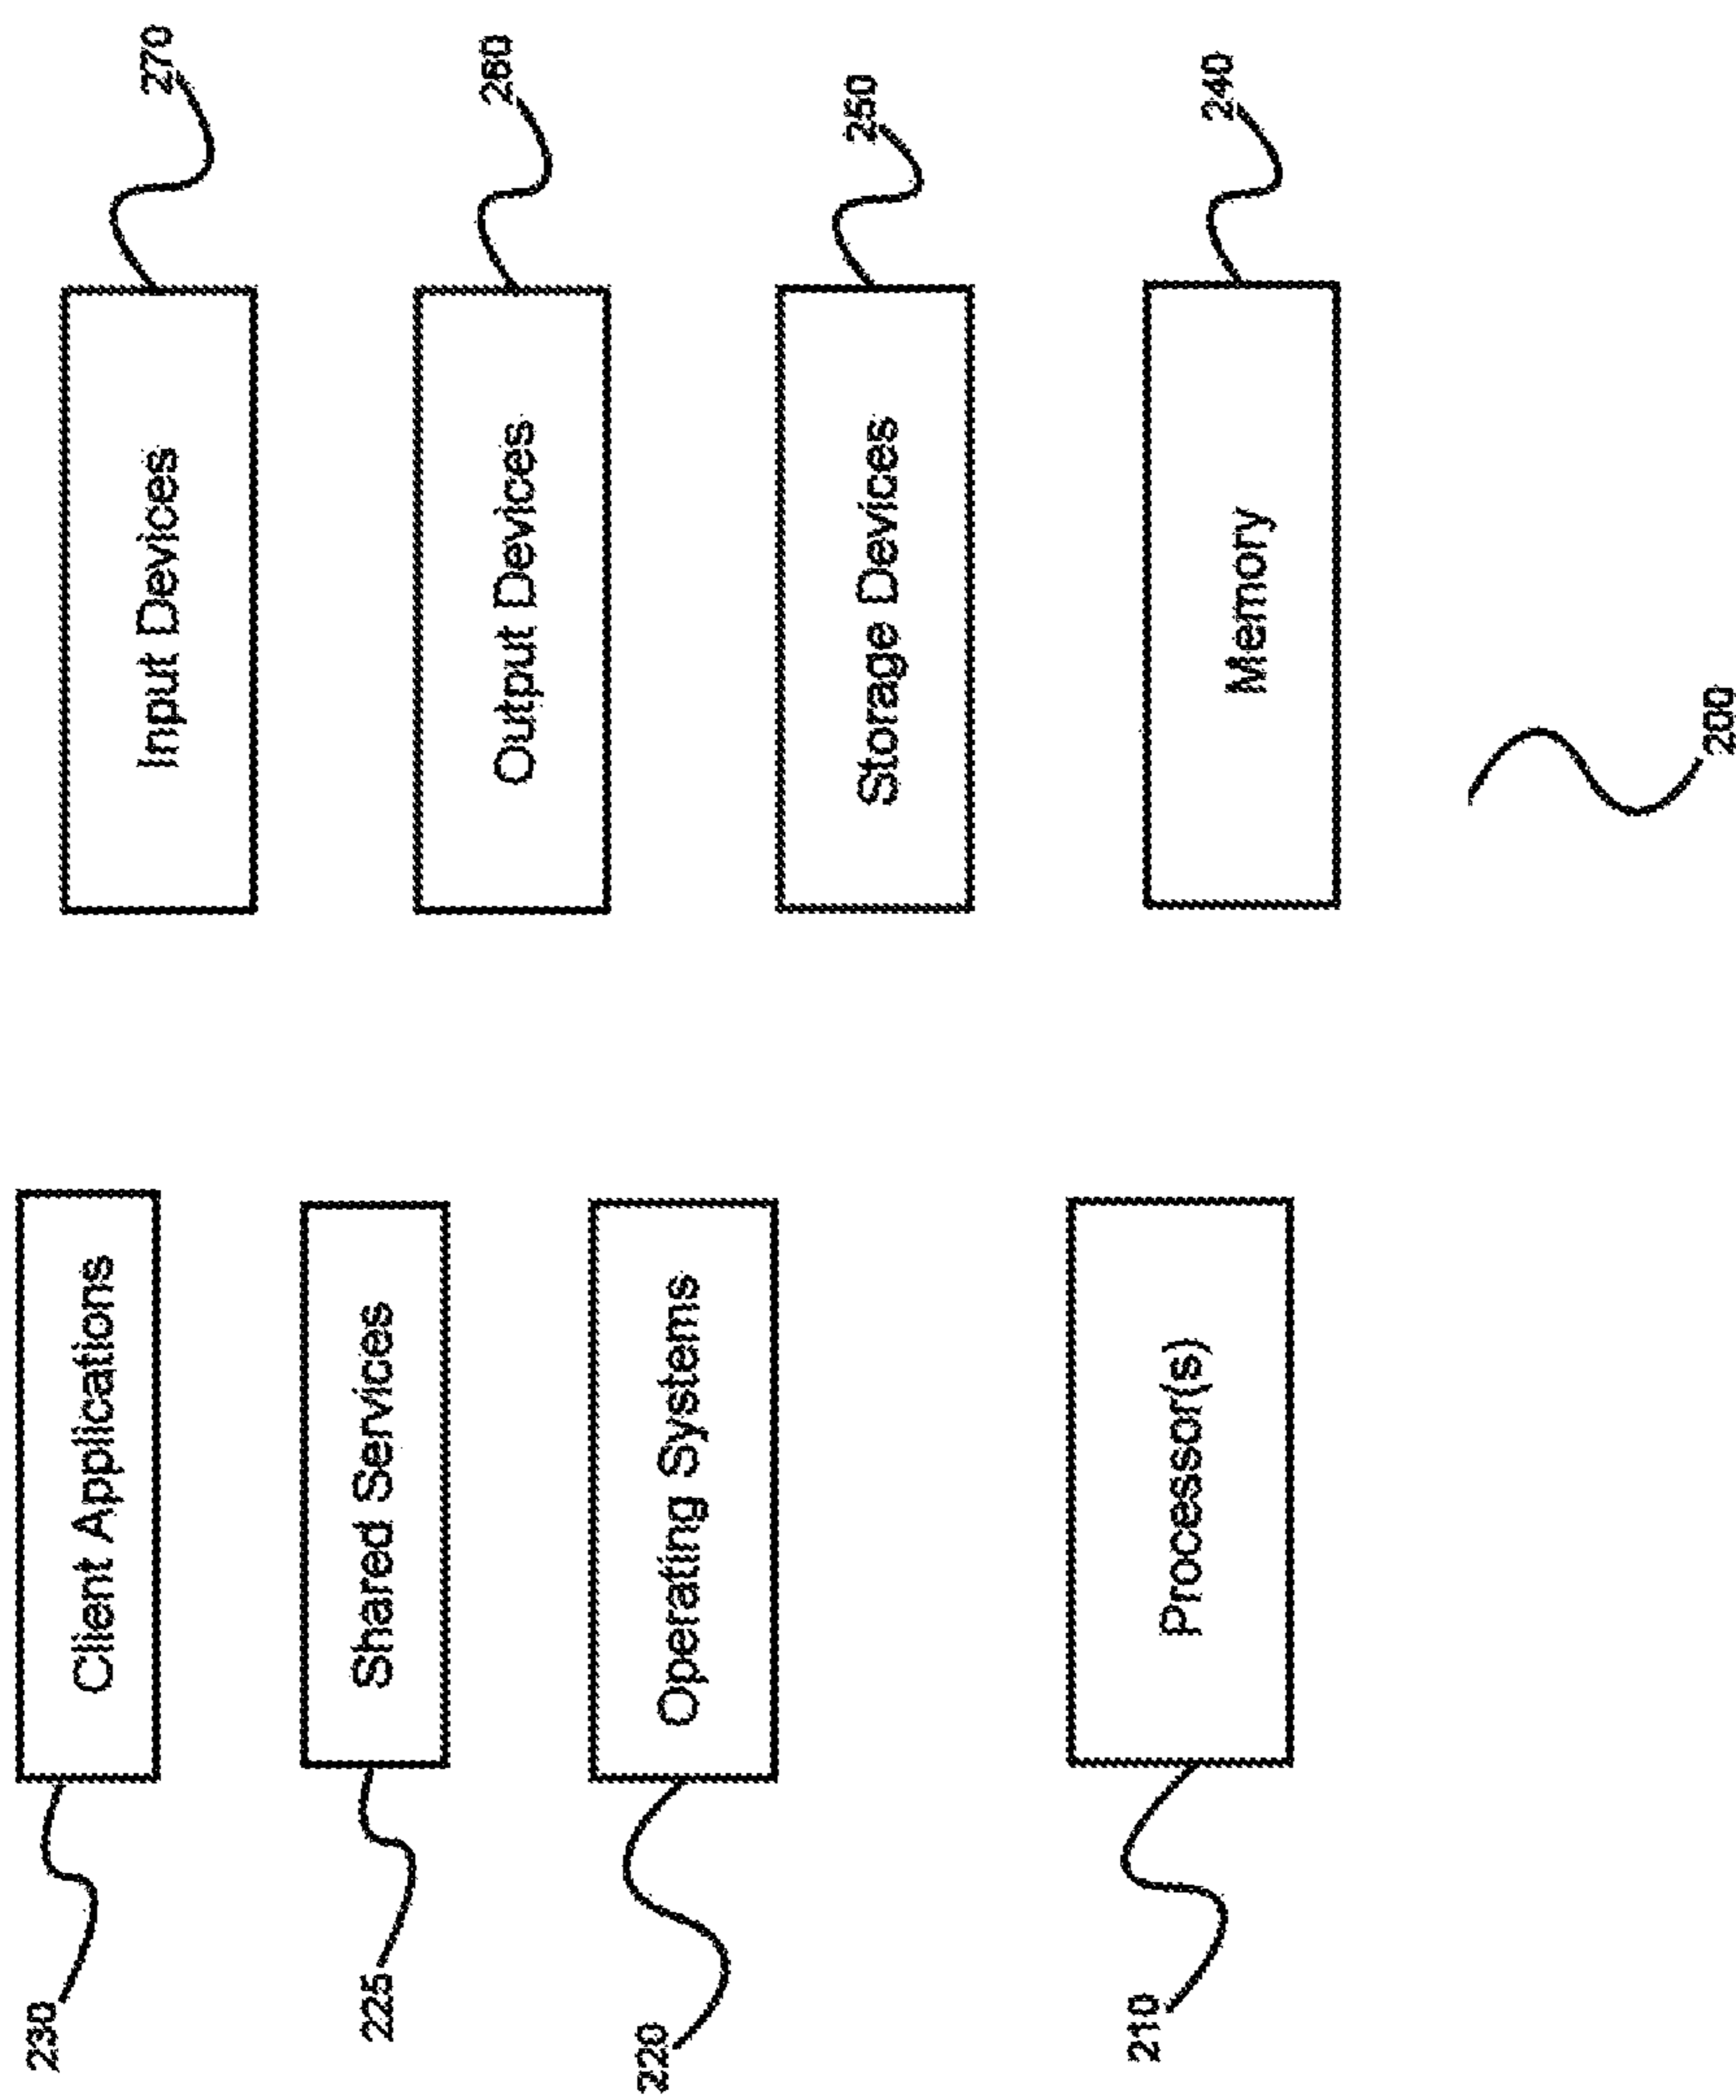 230
Client Applications
Input Devices
270
225
Shared Services
Output Devices
260
220
Operating Systems
Storage Devices
250
210
Processor(s)
Memory
240
200